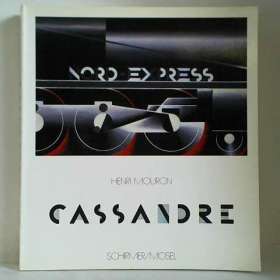 NORD EXPRESS
HENRI MOURON
CASSANDRE
SCHIRMER/MOSEL